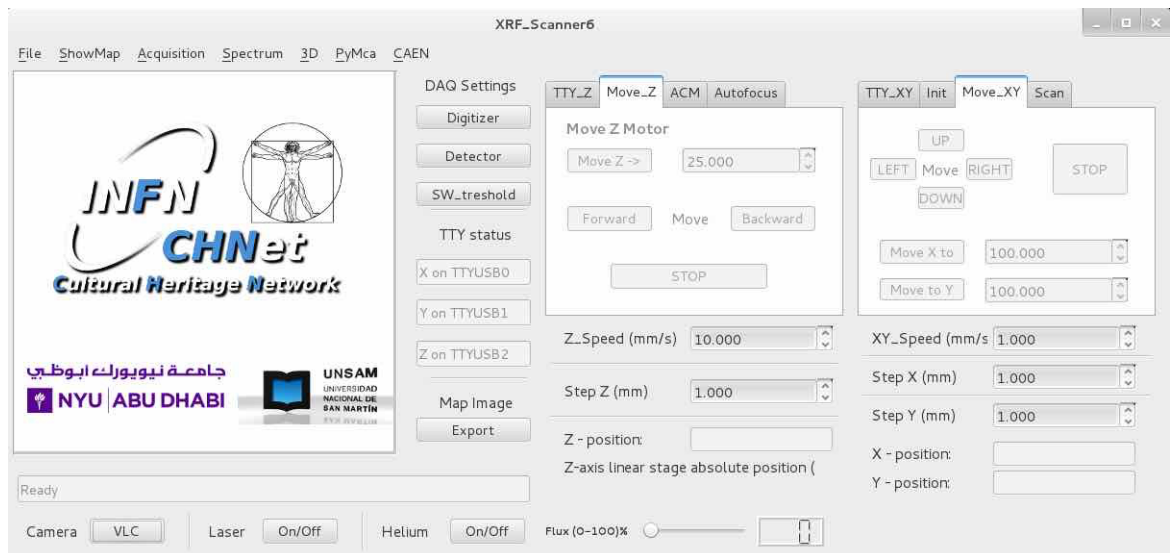 XRF_Scanner6
File ShowMap Acquisition Spectrum 3D PyMca CAEN
INFN
CHNet
Cultural Heritage Network
جامعة نيويورك أبوظبي
NYU ABU DHABI
UNSAM
UNIVERSIDAD
NACIONAL DE
SAN MARTÍN
DAQ Settings
Digitizer
Detector
SW_treshold
TTY status
X on TTYUSB0
Y on TTYUSB1
Z on TTYUSB2
Map Image
Export
TTY_Z Move_Z ACM Autofocus
Move Z Motor
Move Z -> 25.000
Forward Move Backward
STOP
Z_Speed (mm/s) 10.000
Step Z (mm) 1.000
Z - position:
Z-axis linear stage absolute position (
TTY_XY Init Move_XY Scan
UP
LEFT Move RIGHT STOP
DOWN
Move X to 100.000
Move to Y 100.000
XY_Speed (mm/s 1.000
Step X (mm) 1.000
Step Y (mm) 1.000
X - position:
Y - position:
Ready
Camera VLC Laser On/Off Helium On/Off Flux (0-100)% 0